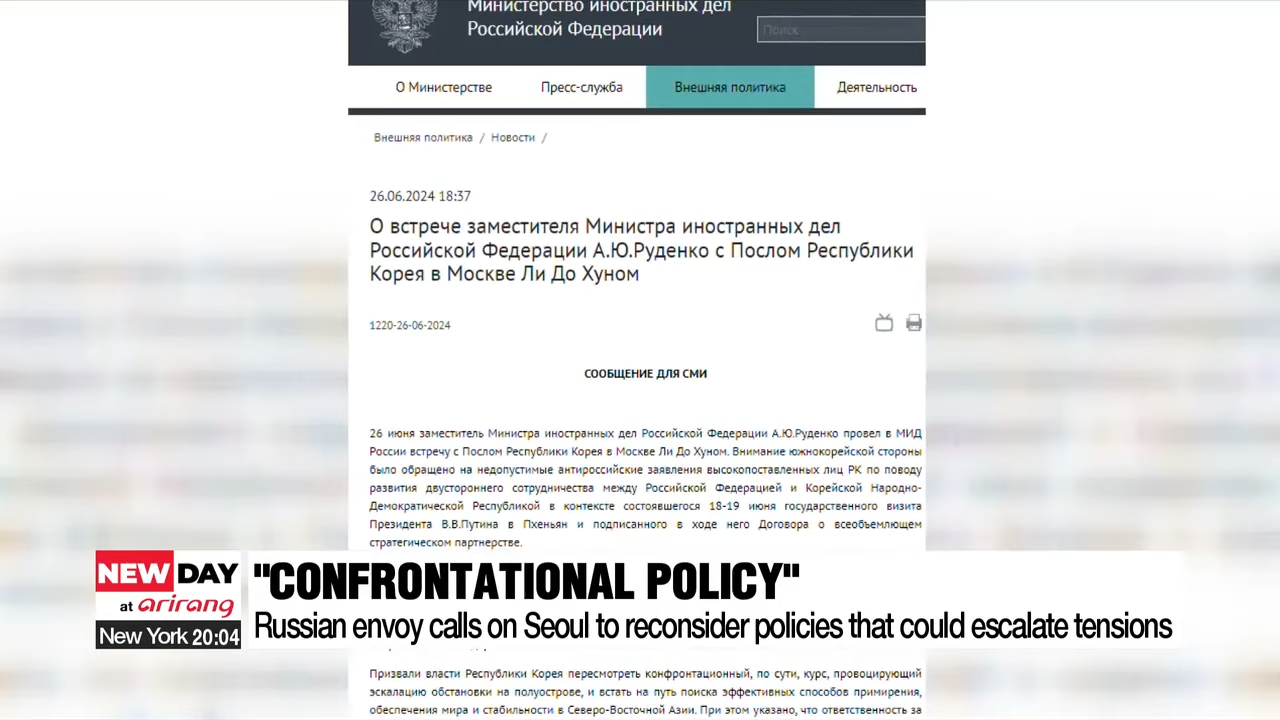 Министерство иностранных дел
Российской Федерации
Поиск
О Министерстве Пресс-служба Внешняя политика Деятельность
Внешняя политика / Новости /
26.06.2024 18:37
О встрече заместителя Министра иностранных дел
Российской Федерации А.Ю.Руденко с Послом Республики
Корея в Москве Ли До Хуном
1220-26-06-2024
СООБЩЕНИЕ ДЛЯ СМИ
26 июня заместитель Министра иностранных дел Российской Федерации А.Ю.Руденко провел в МИД
России встречу с Послом Республики Корея в Москве Ли До Хуном. Внимание южнокорейской стороны
было обращено на недопустимые антироссийские заявления высокопоставленных лиц РК по поводу
развития двустороннего сотрудничества между Российской Федерацией и Корейской Народно-
Демократической Республикой в контексте состоявшегося 18-19 июня государственного визита
Президента В.В.Путина в Пхеньян и подписанного в ходе него Договора о всеобъемлющем
стратегическом партнерстве.
NEW DAY
at arirang
New York 20:04
"CONFRONTATIONAL POLICY"
Russian envoy calls on Seoul to reconsider policies that could escalate tensions
Призвали власти Республики Корея пересмотреть конфронтационный, по сути, курс, провоцирующий
эскалацию обстановки на полуострове, и встать на путь поиска эффективных способов примирения,
обеспечения мира и стабильности в Северо-Восточной Азии. При этом указано, что ответственность за